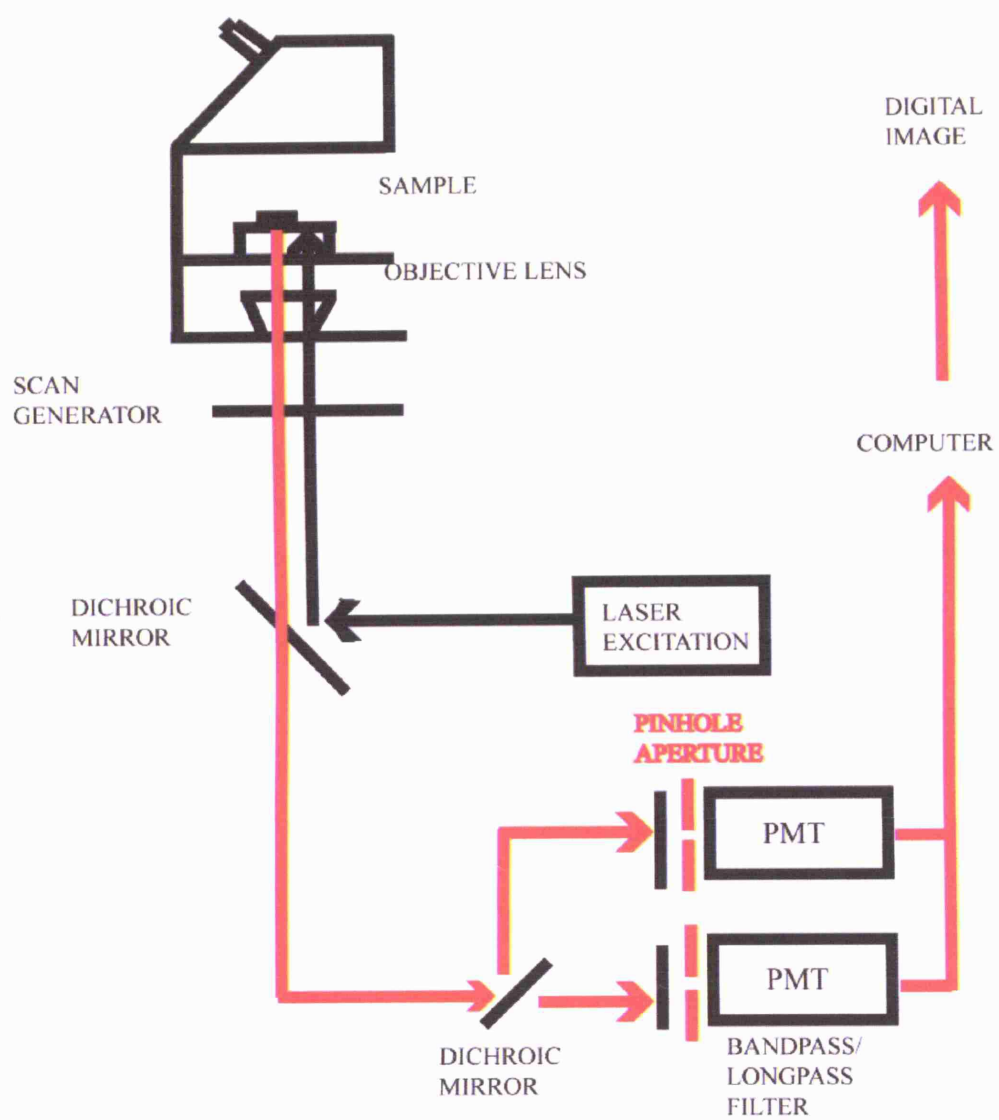 DIGITAL
IMAGE
SAMPLE
OBJECTIVE LENS
SCAN
GENERATOR
COMPUTER
DICHROIC
MIRROR
LASER
EXCITATION
PINHOLE
APERTURE
PMT
PMT
DICHROIC
MIRROR
BANDPASS/
LONGPASS
FILTER